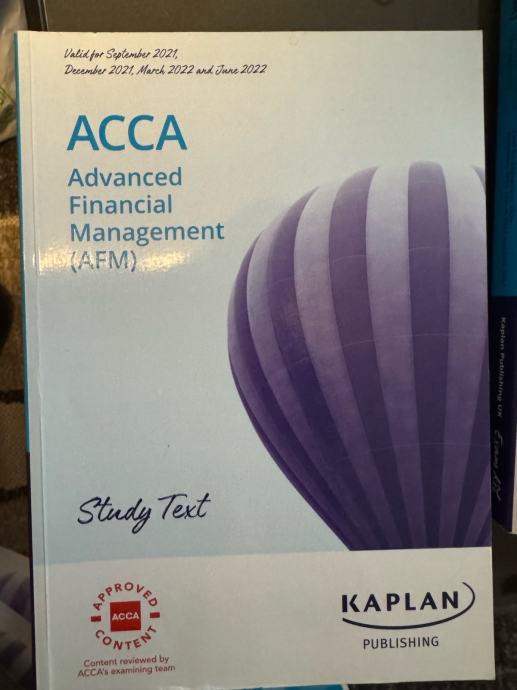 Valid for September 2021,
December 2021, March 2022 and June 2022
ACCA
Advanced
Financial
Management
(AFM)
Study Text
APPROVED
ACCA
CONTENT
Content reviewed by
ACCA's examining team
KAPLAN
PUBLISHING
Kaplan Publishing UK